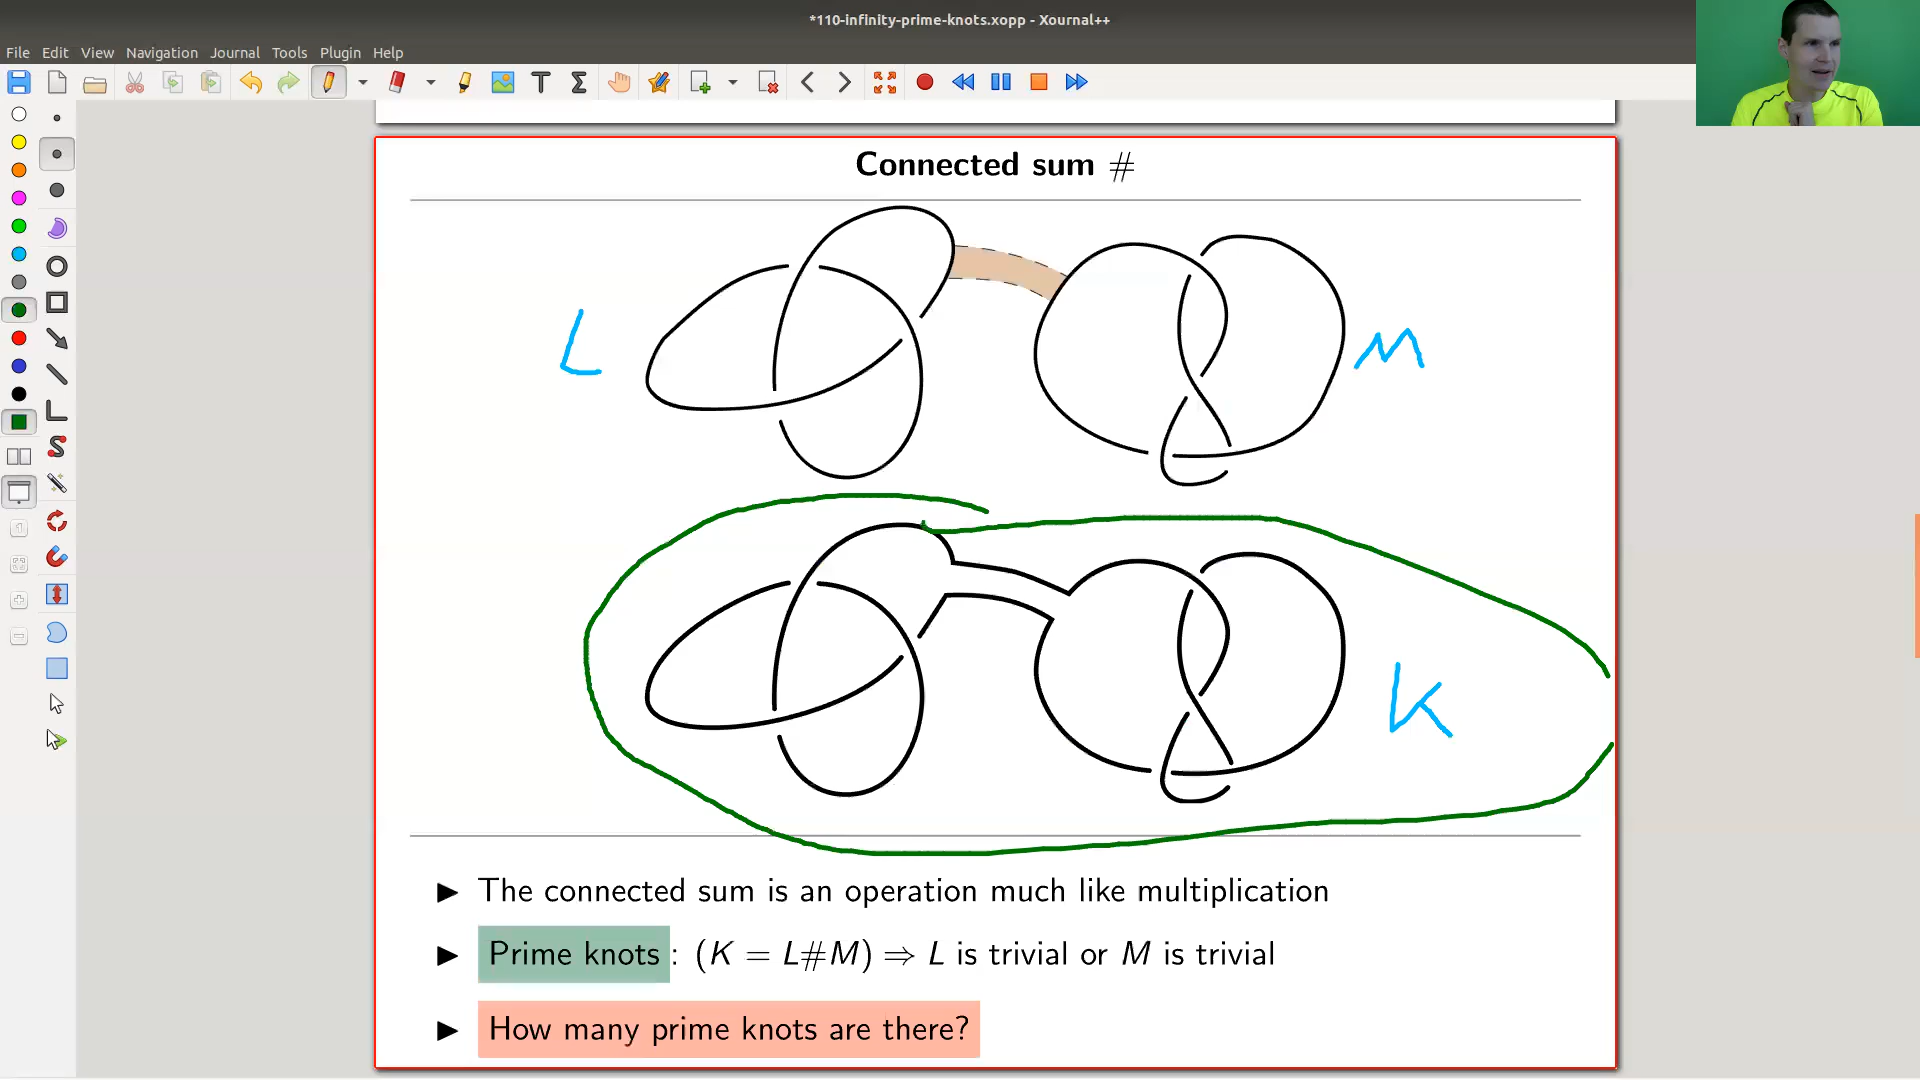 *110-infinity-prime-knots.xopp - Xournal++
File Edit View Navigation Journal Tools Plugin Help
Connected sum #
L
M
K
► The connected sum is an operation much like multiplication
► Prime knots : (K = L#M) ⇒ L is trivial or M is trivial
► How many prime knots are there?